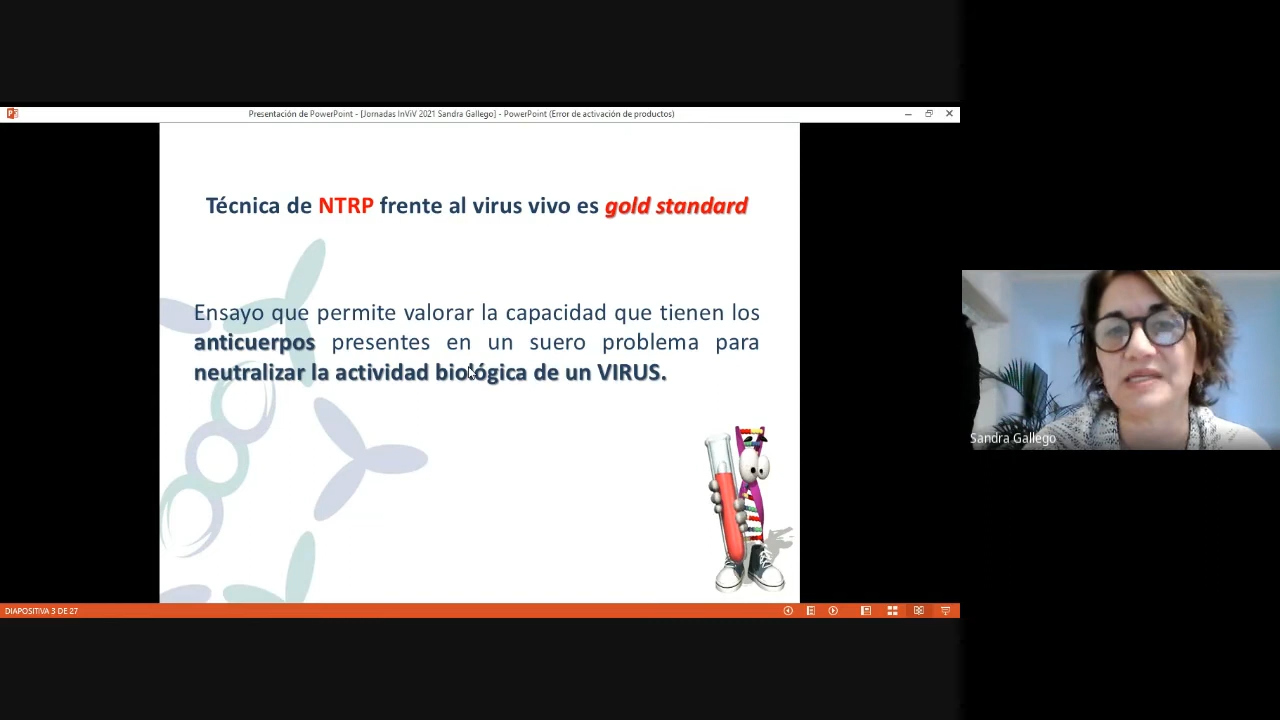 Presentación de PowerPoint - [Jornadas InViV 2021 Sandra Gallego] - PowerPoint (Error de activación de productos)
Técnica de NTRP frente al virus vivo es gold standard
Ensayo que permite valorar la capacidad que tienen los
anticuerpos presentes en un suero problema para
neutralizar la actividad biológica de un VIRUS.
Sandra Gallego
DIAPOSITIVA 3 DE 27